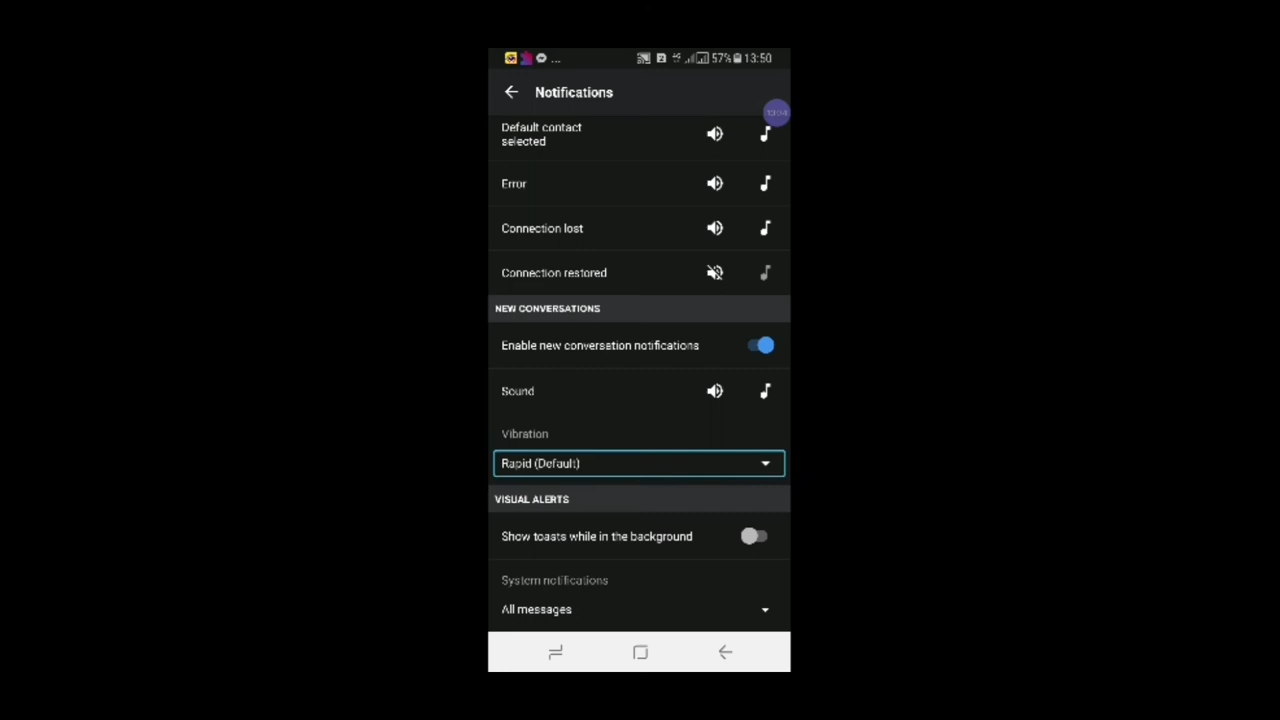 ... 57% 13:50
Notifications
Default contact
selected
Error
Connection lost
Connection restored
NEW CONVERSATIONS
Enable new conversation notifications
Sound
Vibration
Rapid (Default)
VISUAL ALERTS
Show toasts while in the background
System notifications
All messages